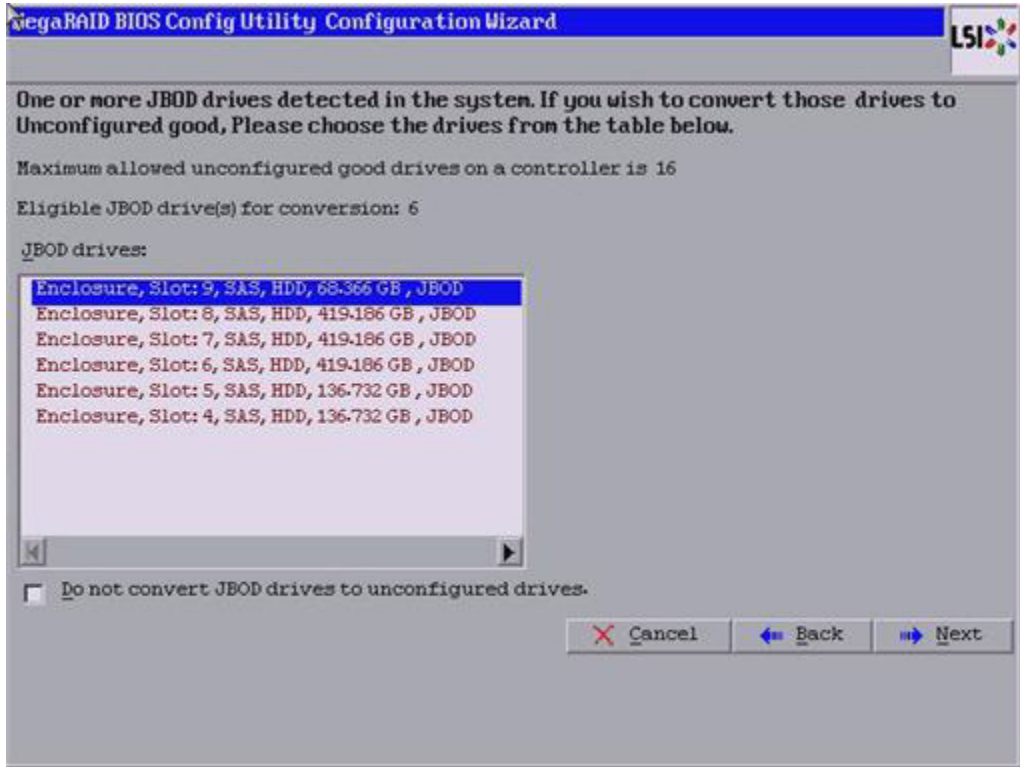 MegaRAID BIOS Config Utility Configuration Wizard
LSI
One or more JBOD drives detected in the system. If you wish to convert those drives to
Unconfigured good, Please choose the drives from the table below.
Maximum allowed unconfigured good drives on a controller is 16
Eligible JBOD drive(s) for conversion: 6
JBOD drives:
Enclosure, Slot: 9, SAS, HDD, 68.366 GB , JBOD
Enclosure, Slot: 8, SAS, HDD, 419.186 GB , JBOD
Enclosure, Slot: 7, SAS, HDD, 419.186 GB , JBOD
Enclosure, Slot: 6, SAS, HDD, 419.186 GB , JBOD
Enclosure, Slot: 5, SAS, HDD, 136.732 GB , JBOD
Enclosure, Slot: 4, SAS, HDD, 136.732 GB , JBOD
Do not convert JBOD drives to unconfigured drives.
Cancel Back Next